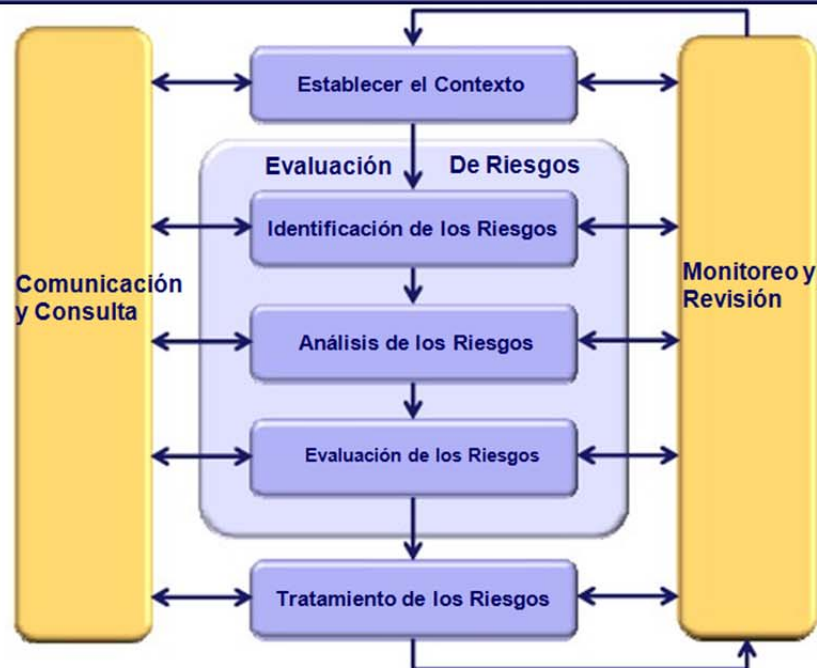 Establecer el Contexto
Evaluación De Riesgos
Identificación de los Riesgos
Comunicación
y Consulta
Monitoreo y
Revisión
Análisis de los Riesgos
Evaluación de los Riesgos
Tratamiento de los Riesgos